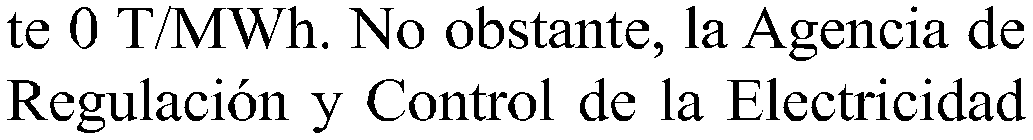 te 0 T/MWh. No obstante, la Agencia de
Regulación y Control de la Electricidad